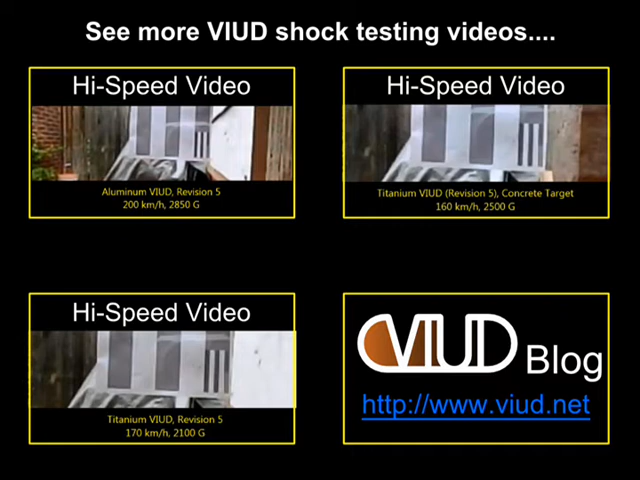 See more VIUD shock testing videos....
Hi-Speed Video
Aluminum VIUD, Revision 5
200 km/h, 2850 G
Hi-Speed Video
Titanium VIUD (Revision 5), Concrete Target
160 km/h, 2500 G
Hi-Speed Video
Titanium VIUD, Revision 5
170 km/h, 2100 G
VIUD Blog
http://www.viud.net